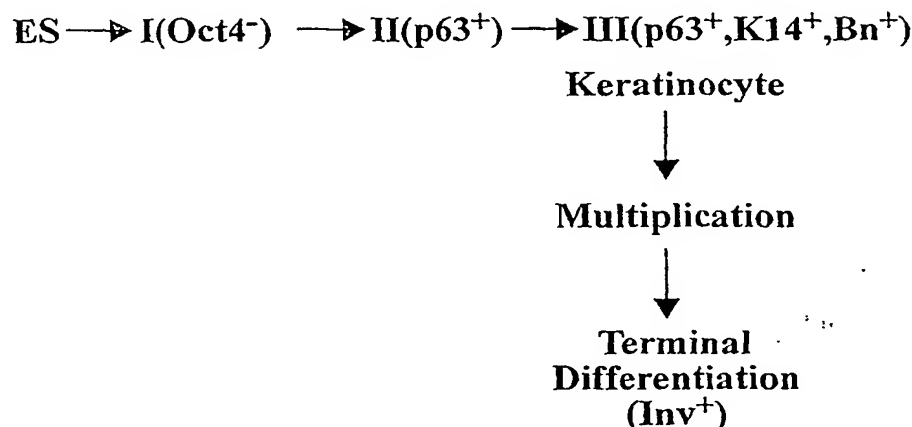 ES → I(Oct4⁻) → II(p63⁺) → III(p63⁺,K14⁺,Bn⁺)
Keratinocyte
Multiplication
Terminal
Differentiation
(Inv⁺)